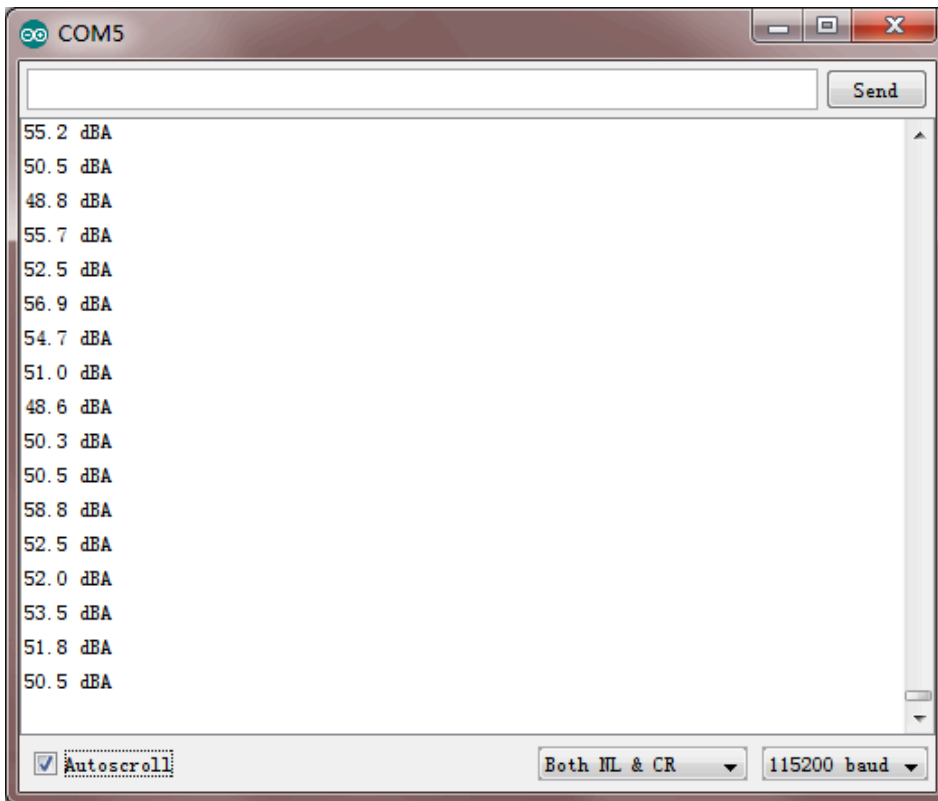 COM5
Send
55.2 dBA
50.5 dBA
48.8 dBA
55.7 dBA
52.5 dBA
56.9 dBA
54.7 dBA
51.0 dBA
48.6 dBA
50.3 dBA
50.5 dBA
58.8 dBA
52.5 dBA
52.0 dBA
53.5 dBA
51.8 dBA
50.5 dBA
Autoscroll Both NL & CR 115200 baud